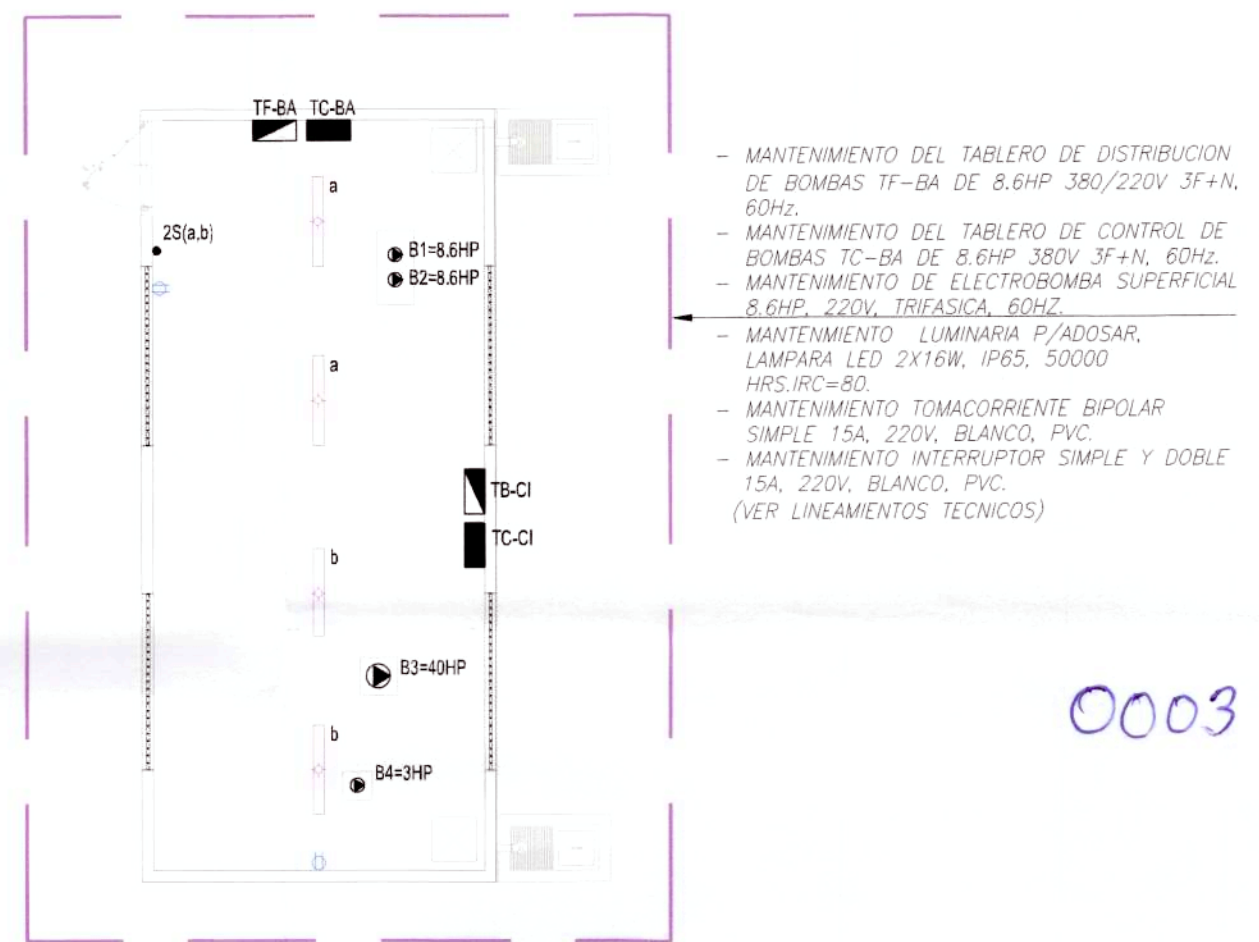 TF-BA TC-BA
a
2S(a,b)
B1=8.6HP
B2=8.6HP
a
TB-CI
TC-CI
b
B3=40HP
b
B4=3HP
- MANTENIMIENTO DEL TABLERO DE DISTRIBUCION
DE BOMBAS TF-BA DE 8.6HP 380/220V 3F+N,
60Hz.
- MANTENIMIENTO DEL TABLERO DE CONTROL DE
BOMBAS TC-BA DE 8.6HP 380V 3F+N, 60Hz.
- MANTENIMIENTO DE ELECTROBOMBA SUPERFICIAL
8.6HP, 220V, TRIFASICA, 60HZ.
- MANTENMIENTO LUMINARIA P/ADOSAR,
LAMPARA LED 2X16W, IP65, 50000
HRS.IRC=80.
- MANTENIMIENTO TOMACORRIENTE BIPOLAR
SIMPLE 15A, 220V, BLANCO, PVC.
- MANTENIMIENTO INTERRUPTOR SIMPLE Y DOBLE
15A, 220V, BLANCO, PVC.
(VER LINEAMIENTOS TECNICOS)
0003